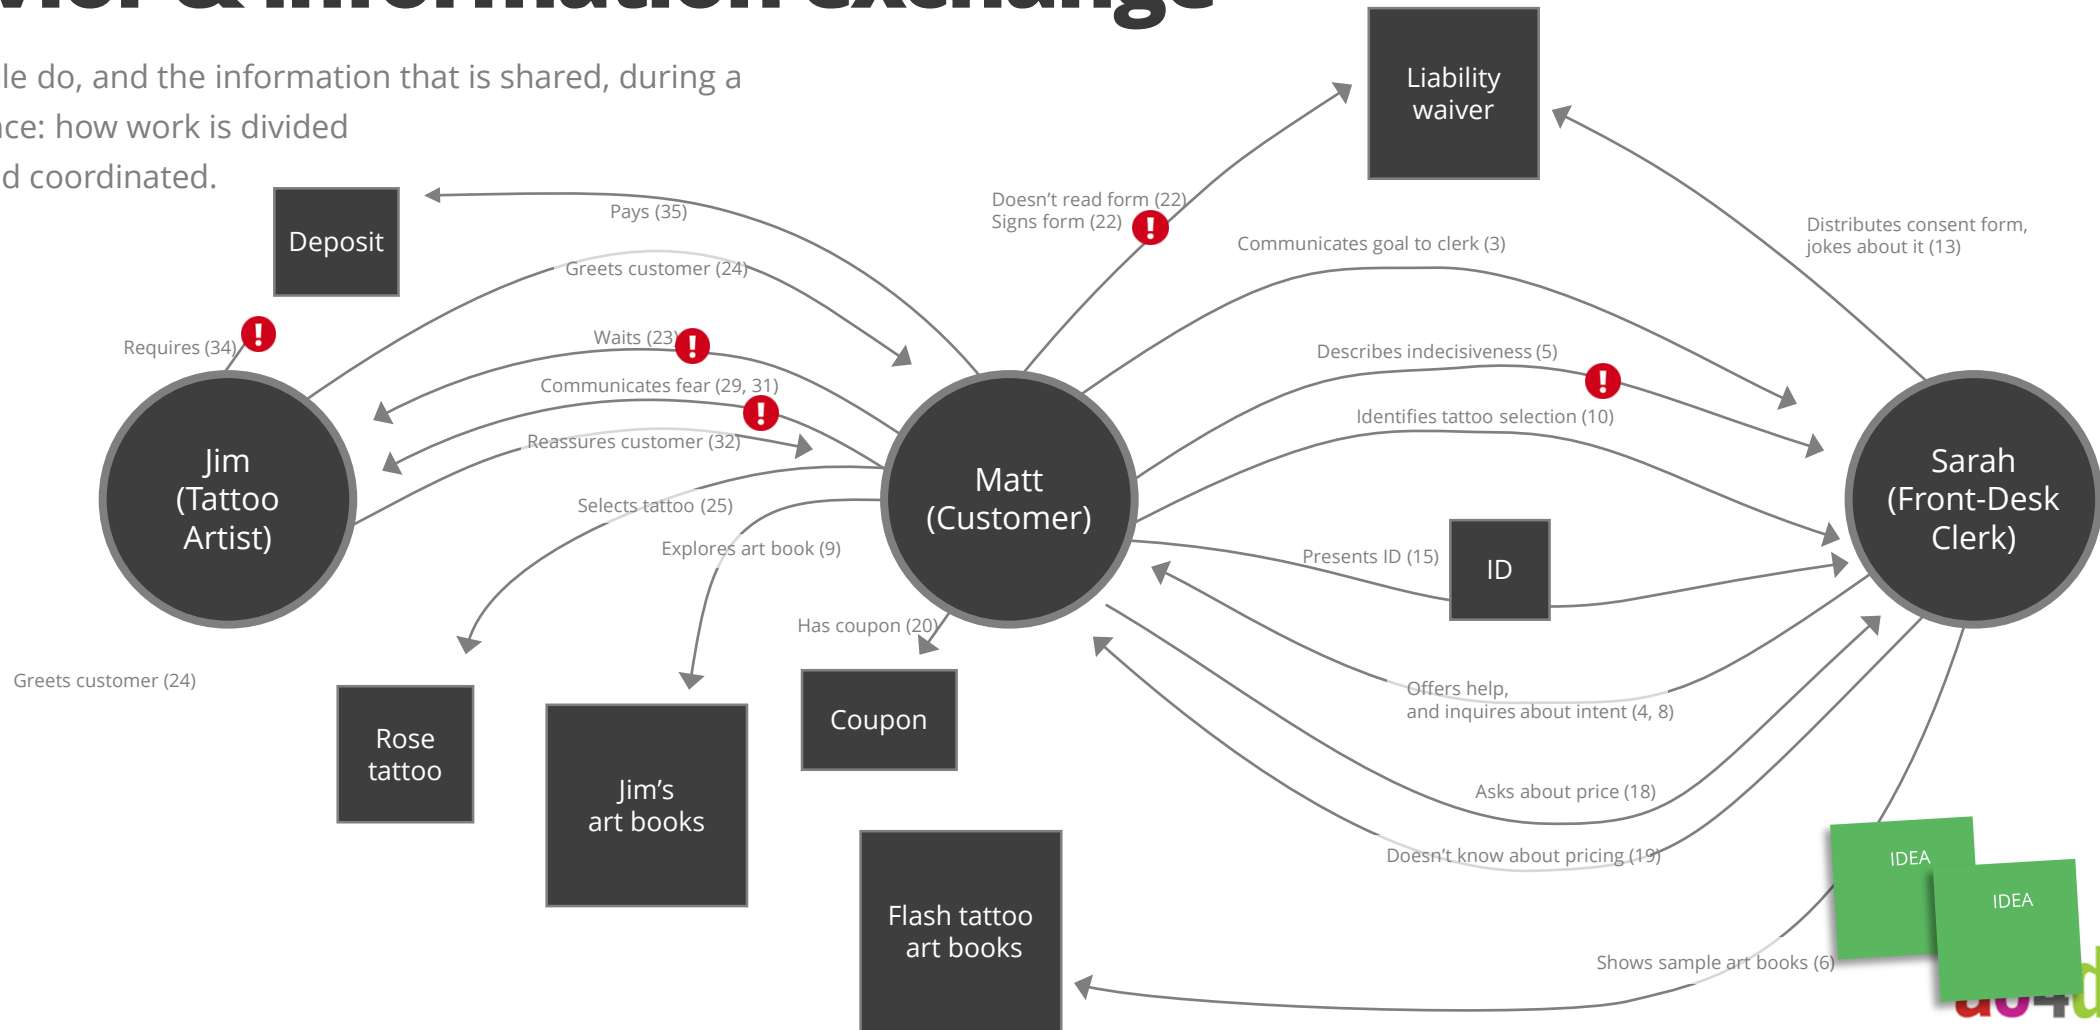 vior & information exchange
le do, and the information that is shared, during a
ce: how work is divided
d coordinated.
Liability
waiver
Deposit
Pays (35)
Doesn't read form (22)
Signs form (22)
Communicates goal to clerk (3)
Distributes consent form,
jokes about it (13)
Greets customer (24)
Requires (34)
Waits (23)
Describes indecisiveness (5)
Communicates fear (29, 31)
Identifies tattoo selection (10)
Reassures customer (32)
Jim
(Tattoo
Artist)
Matt
(Customer)
Sarah
(Front-Desk
Clerk)
Selects tattoo (25)
Explores art book (9)
Presents ID (15)
ID
Has coupon (20)
Greets customer (24)
Offers help,
and inquires about intent (4, 8)
Rose
tattoo
Jim's
art books
Coupon
Asks about price (18)
Doesn't know about pricing (19)
IDEA
IDEA
Flash tattoo
art books
Shows sample art books (6)